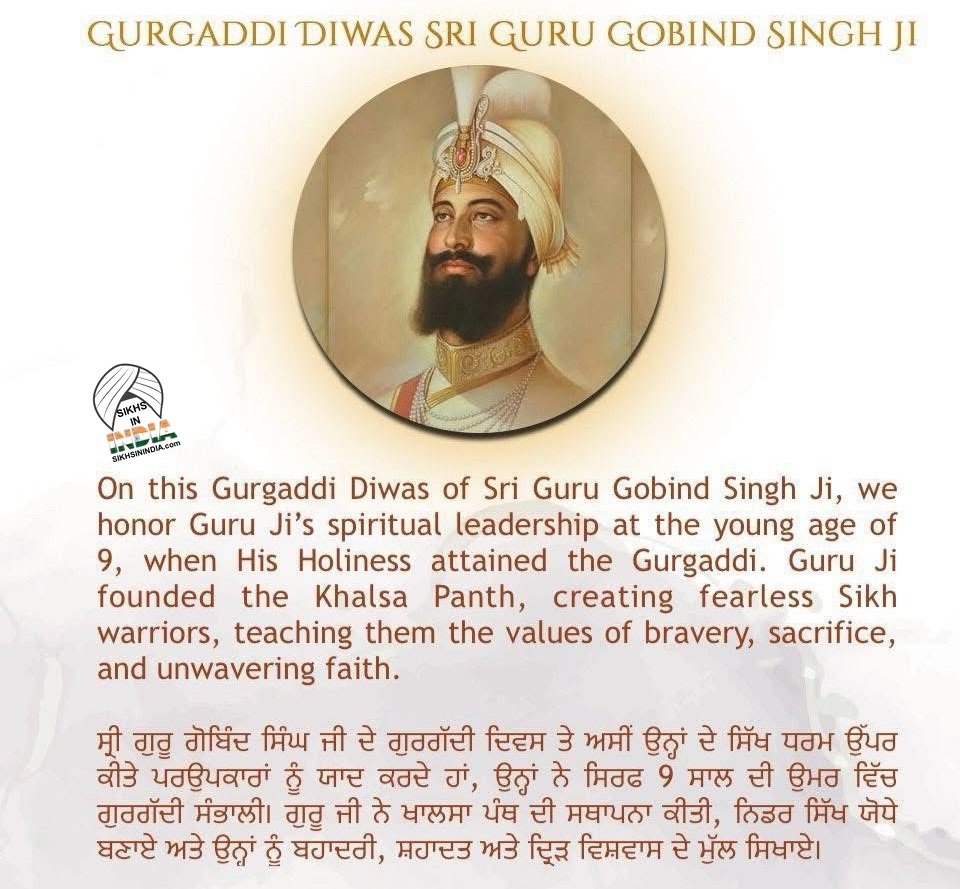 GURGADDI DIWAS SRI GURU GOBIND SINGH JI
SIKHS
IN
INDIA
SIKHSININDIA.com
On this Gurgaddi Diwas of Sri Guru Gobind Singh Ji, we
honor Guru Ji’s spiritual leadership at the young age of
9, when His Holiness attained the Gurgaddi. Guru Ji
founded the Khalsa Panth, creating fearless Sikh
warriors, teaching them the values of bravery, sacrifice,
and unwavering faith.
ਸ੍ਰੀ ਗੁਰੂ ਗੋਬਿੰਦ ਸਿੰਘ ਜੀ ਦੇ ਗੁਰਗੱਦੀ ਦਿਵਸ ਤੇ ਅਸੀਂ ਉਨ੍ਹਾਂ ਦੇ ਸਿੱਖ ਧਰਮ ਉੱਪਰ
ਕੀਤੇ ਪਰਉਪਕਾਰਾਂ ਨੂੰ ਯਾਦ ਕਰਦੇ ਹਾਂ, ਉਨ੍ਹਾਂ ਨੇ ਸਿਰਫ 9 ਸਾਲ ਦੀ ਉਮਰ ਵਿੱਚ
ਗੁਰਗੱਦੀ ਸੰਭਾਲੀ। ਗੁਰੂ ਜੀ ਨੇ ਖਾਲਸਾ ਪੰਥ ਦੀ ਸਥਾਪਨਾ ਕੀਤੀ, ਨਿਡਰ ਸਿੱਖ ਯੋਧੇ
ਬਣਾਏ ਅਤੇ ਉਨ੍ਹਾਂ ਨੂੰ ਬਹਾਦਰੀ, ਸ਼ਹਾਦਤ ਅਤੇ ਦ੍ਰਿੜ ਵਿਸ਼ਵਾਸ ਦੇ ਮੁੱਲ ਸਿਖਾਏ।